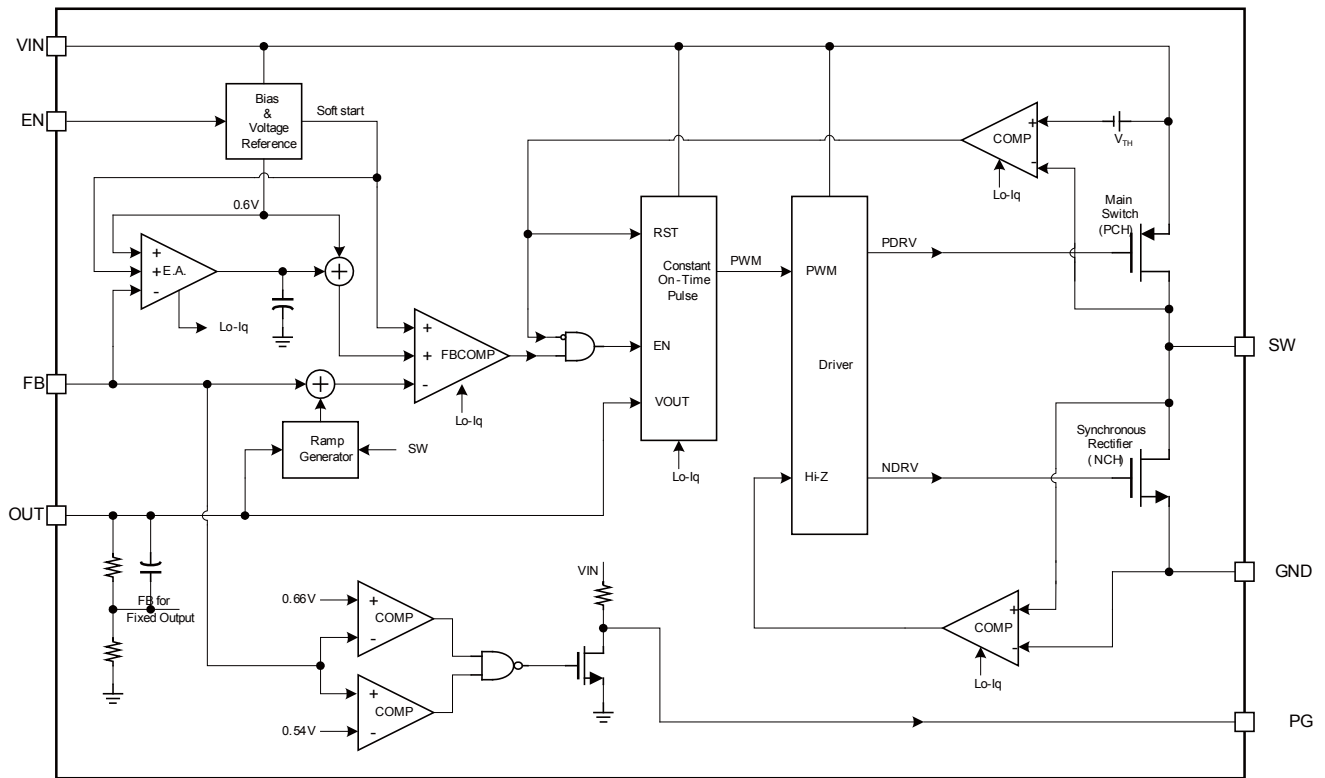 VIN
EN
Bias
&
Voltage
Reference
Soft start
0.6V
+
+
-
E.A.
Lo-Iq
+
+
+
-
FBCOMP
Lo-Iq
FB
+
Ramp
Generator
SW
OUT
FB for
Fixed Output
RST
Constant
On-Time
Pulse
EN
VOUT
Lo-Iq
PWM
PWM
Driver
Hi-Z
PDRV
NDRV
+
-
COMP
Lo-Iq
VTH
Main
Switch
(PCH)
SW
Synchronous
Rectifier
(NCH)
GND
+
-
COMP
Lo-Iq
0.66V
+
-
COMP
0.54V
+
-
COMP
VIN
PG